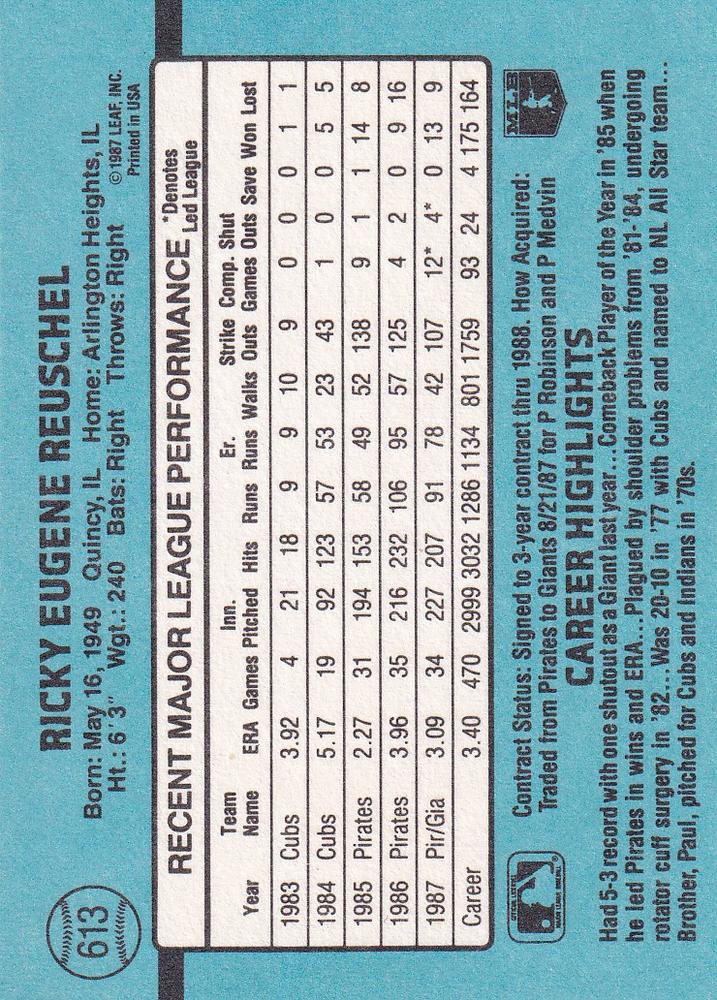 613
RICKY EUGENE REUSCHEL
Born: May 16, 1949 Quincy, IL Home: Arlington Heights, IL
Ht.: 6'3" Wgt.: 240 Bats: Right Throws: Right
©1987 LEAF, INC.
Printed in USA
RECENT MAJOR LEAGUE PERFORMANCE
*Denotes
Led League
Team Inn. Er. Strike Comp. Shut
Year Name ERA Games Pitched Hits Runs Runs Walks Outs Games Outs Save Won Lost
1983 Cubs 3.92 4 21 18 9 9 10 9 0 0 0 1 1
1984 Cubs 5.17 19 92 123 57 53 23 43 1 0 0 5 5
1985 Pirates 2.27 31 194 153 58 49 52 138 9 1 1 14 8
1986 Pirates 3.96 35 216 232 106 95 57 125 4 2 0 9 16
1987 Pir/Gia 3.09 34 227 207 91 78 42 107 12* 4* 0 13 9
Career 3.40 470 2999 3032 1286 1134 801 1759 93 24 4 175 164
Contract Status: Signed to 3-year contract thru 1988. How Acquired:
Traded from Pirates to Giants 8/21/87 for P Robinson and P Medvin
MLB
CAREER HIGHLIGHTS
Had 5-3 record with one shutout as a Giant last year...Comeback Player of the Year in '85 when
he led Pirates in wins and ERA...Plagued by shoulder problems from '81-'84, undergoing
rotator cuff surgery in '82...Was 20-10 in '77 with Cubs and named to NL All Star team...
Brother, Paul, pitched for Cubs and Indians in '70s.